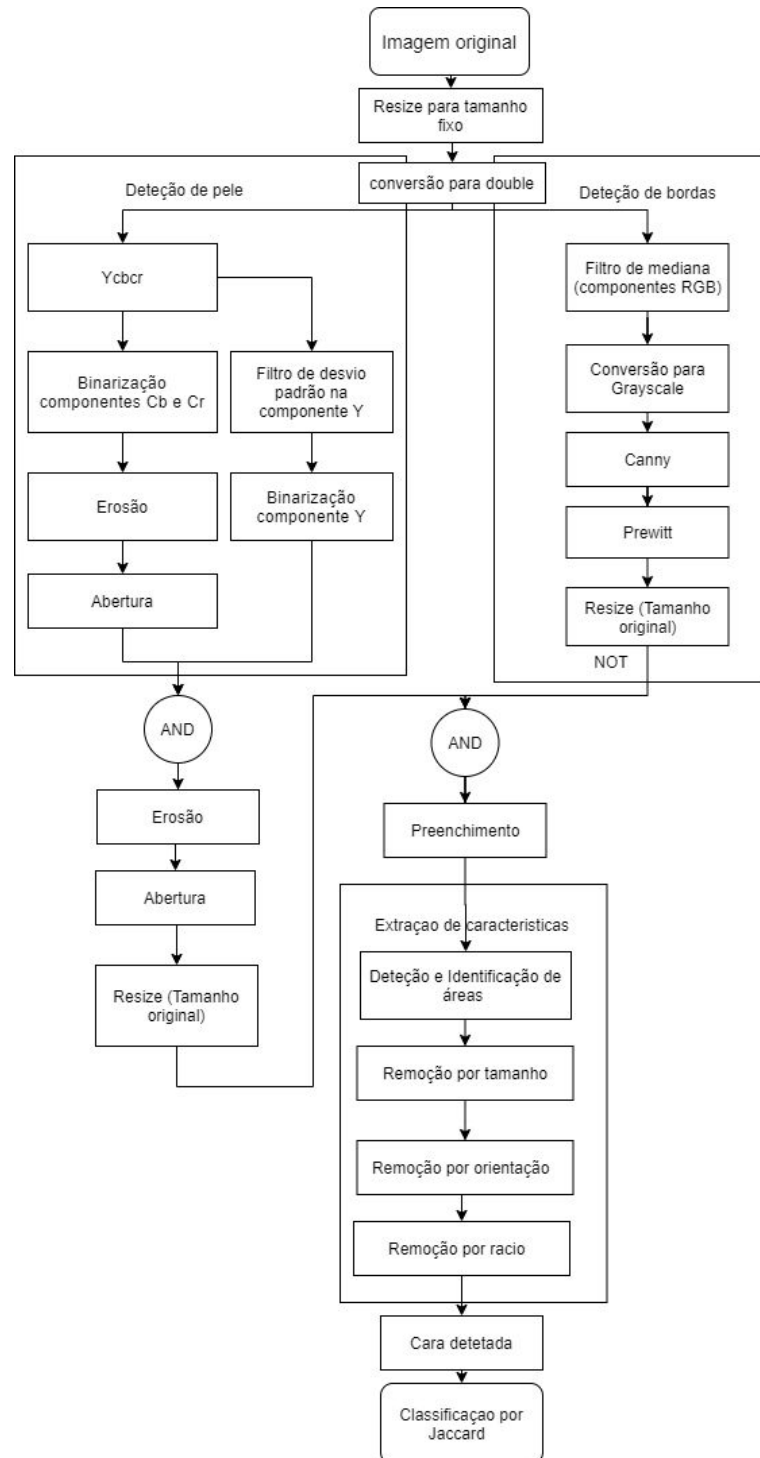 Imagem original
Resize para tamanho
fixo
conversão para double
Deteção de pele
Deteção de bordas
Ycbcr
Filtro de mediana
(componentes RGB)
Binarização
componentes Cb e Cr
Filtro de desvio
padrão na
componente Y
Conversão para
Grayscale
Canny
Erosão
Binarização
componente Y
Prewitt
Abertura
Resize (Tamanho
original)
NOT
AND
AND
Erosão
Preenchimento
Abertura
Extraçao de caracteristicas
Resize (Tamanho
original)
Deteção e Identificação de
áreas
Remoção por tamanho
Remoção por orientação
Remoção por racio
Cara detetada
Classificaçao por
Jaccard